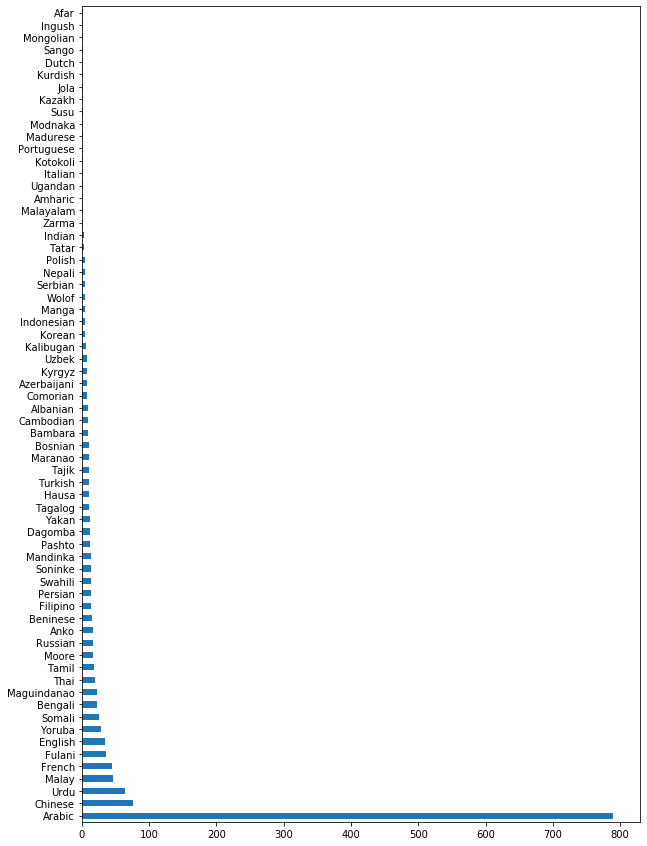 Afar
Ingush
Mongolian
Sango
Dutch
Kurdish
Jola
Kazakh
Susu
Modnaka
Madurese
Portuguese
Kotokoli
Italian
Ugandan
Amharic
Malayalam
Zarma
Indian
Tatar
Polish
Nepali
Serbian
Wolof
Manga
Indonesian
Korean
Kalibugan
Uzbek
Kyrgyz
Azerbaijani
Comorian
Albanian
Cambodian
Bambara
Bosnian
Maranao
Tajik
Turkish
Hausa
Tagalog
Yakan
Dagomba
Pashto
Mandinka
Soninke
Swahili
Persian
Filipino
Beninese
Anko
Russian
Moore
Tamil
Thai
Maguindanao
Bengali
Somali
Yoruba
English
Fulani
French
Malay
Urdu
Chinese
Arabic
0 100 200 300 400 500 600 700 800